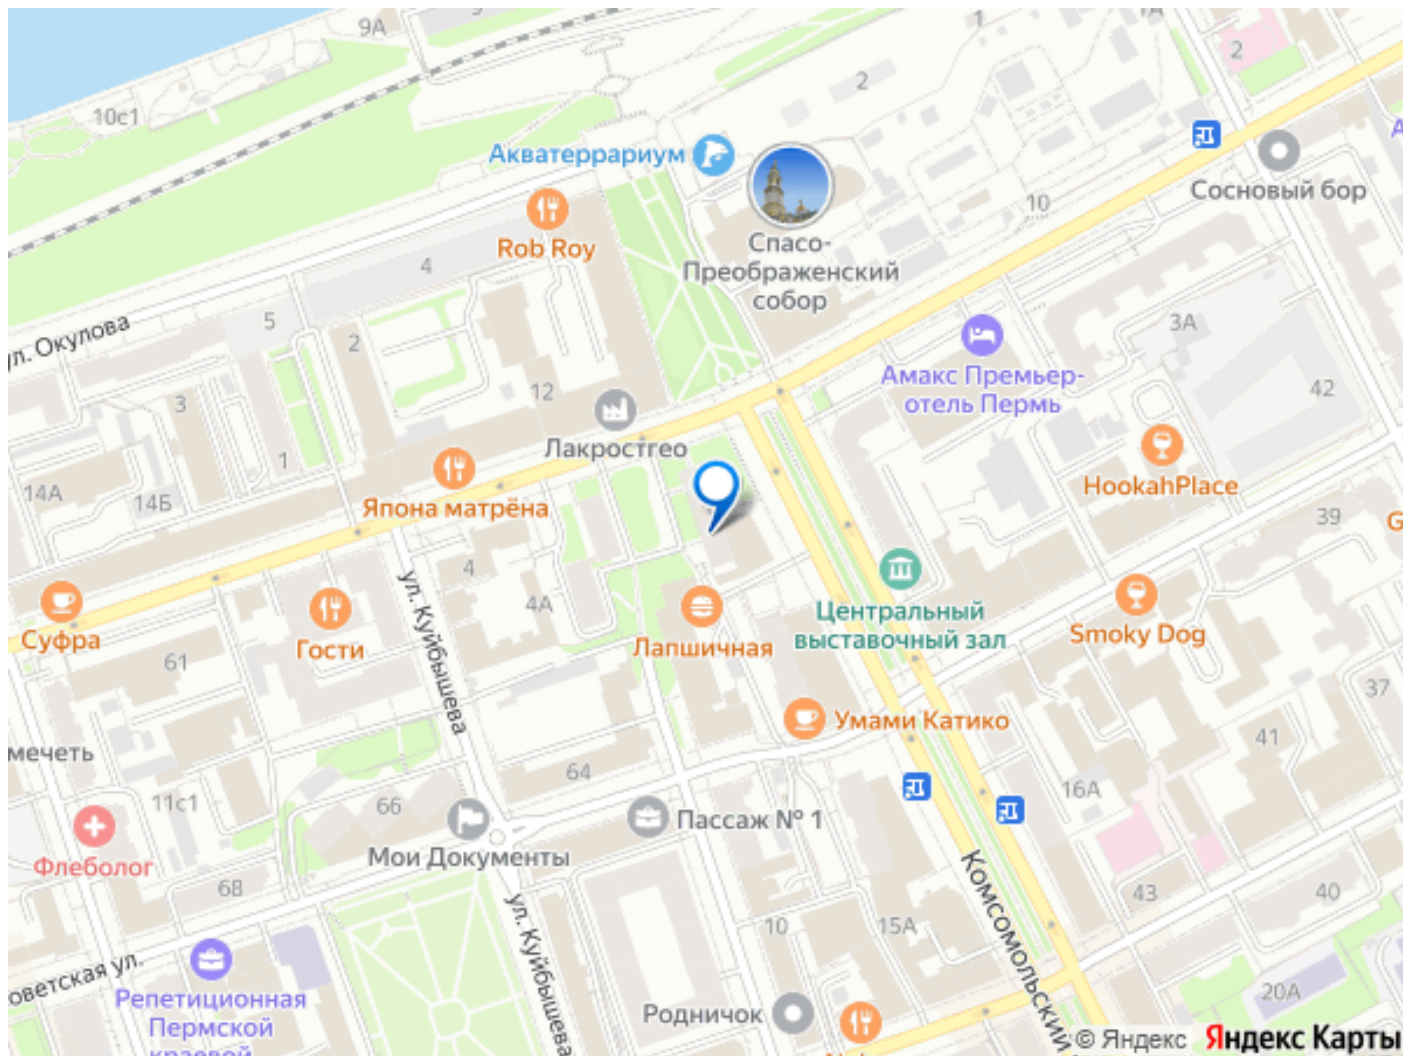 9А
1
2
2
10с1
Акватеррариум
Сосновый бор
10
Rob Roy
Спасо-
Преображенский
собор
4
5
ул. Окулова
2
3А
Амакс Премьер-
отель Пермь
42
12
3
Лакростгео
1
14А
14Б
Япона матрёна
HookahPlace
39
G
4
4А
ул. Куйбышева
Суфра
Гости
61
Лапшичная
Центральный
выставочный зал
Smoky Dog
37
Умами Катико
41
мечеть
64
16А
11с1
66
Пассаж № 1
Мои Документы
Флеболог
68
43
40
Комсомольский
ул. Куйбышева
10
15А
оветская ул.
Репетиционная
Пермской
краевой
20А
Родничок
© Яндекс Яндекс Карты